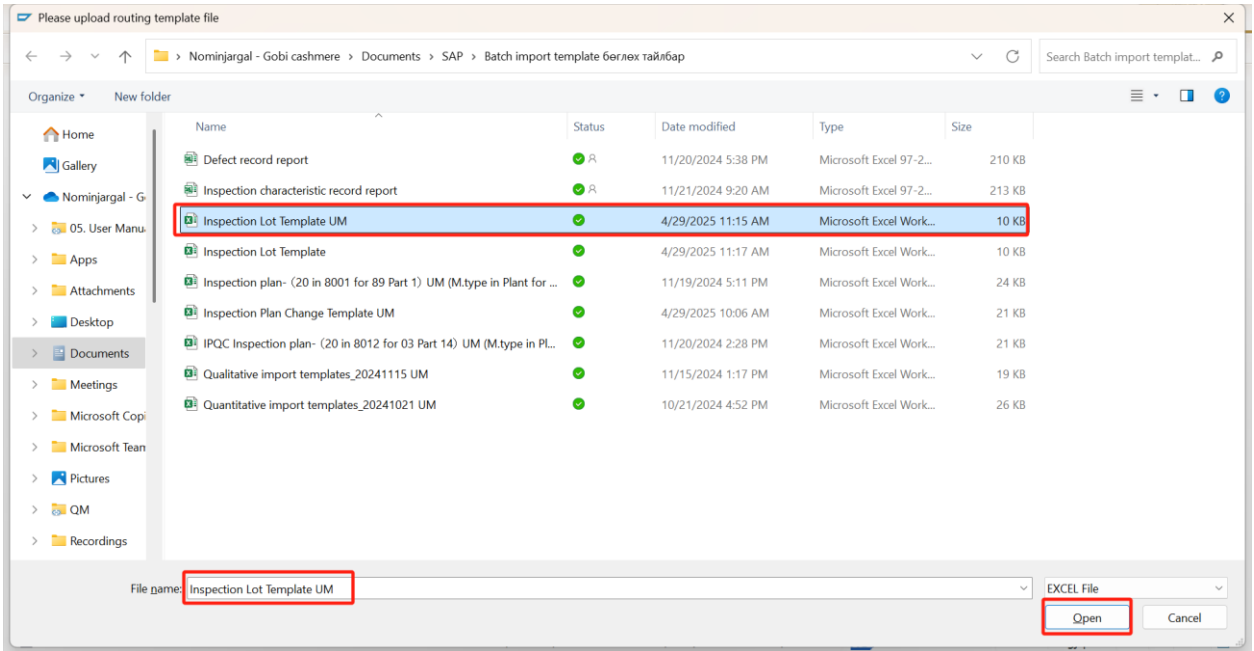 Please upload routing template file
Nominjargal - Gobi cashmere > Documents > SAP > Batch import template бөглөх тайлбар
Search Batch import templat...
Organize
New folder
Name Status Date modified Type Size
Home
Gallery
Nominjargal - G
05. User Manu
Apps
Attachments
Desktop
Documents
Meetings
Microsoft Copi
Microsoft Team
Pictures
QM
Recordings
Defect record report 11/20/2024 5:38 PM Microsoft Excel 97-2... 210 KB
Inspection characteristic record report 11/21/2024 9:20 AM Microsoft Excel 97-2... 213 KB
Inspection Lot Template UM 4/29/2025 11:15 AM Microsoft Excel Work... 10 KB
Inspection Lot Template 4/29/2025 11:17 AM Microsoft Excel Work... 10 KB
Inspection plan-（20 in 8001 for 89 Part 1）UM (M.type in Plant for ... 11/19/2024 5:11 PM Microsoft Excel Work... 24 KB
Inspection Plan Change Template UM 4/29/2025 10:06 AM Microsoft Excel Work... 21 KB
IPQC Inspection plan-（20 in 8012 for 03 Part 14）UM (M.type in Pl... 11/20/2024 2:28 PM Microsoft Excel Work... 21 KB
Qualitative import templates_20241115 UM 11/15/2024 1:17 PM Microsoft Excel Work... 19 KB
Quantitative import templates_20241021 UM 10/21/2024 4:52 PM Microsoft Excel Work... 26 KB
File name: Inspection Lot Template UM
EXCEL File
Open
Cancel